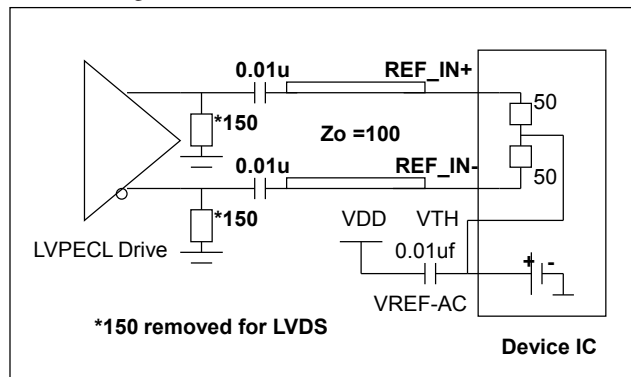 0.01u
REF_IN+
50
*150
Zo =100
0.01u
REF_IN-
50
*150
VDD
VTH
LVPECL Drive
0.01uf
+ -
VREF-AC
*150 removed for LVDS
Device IC